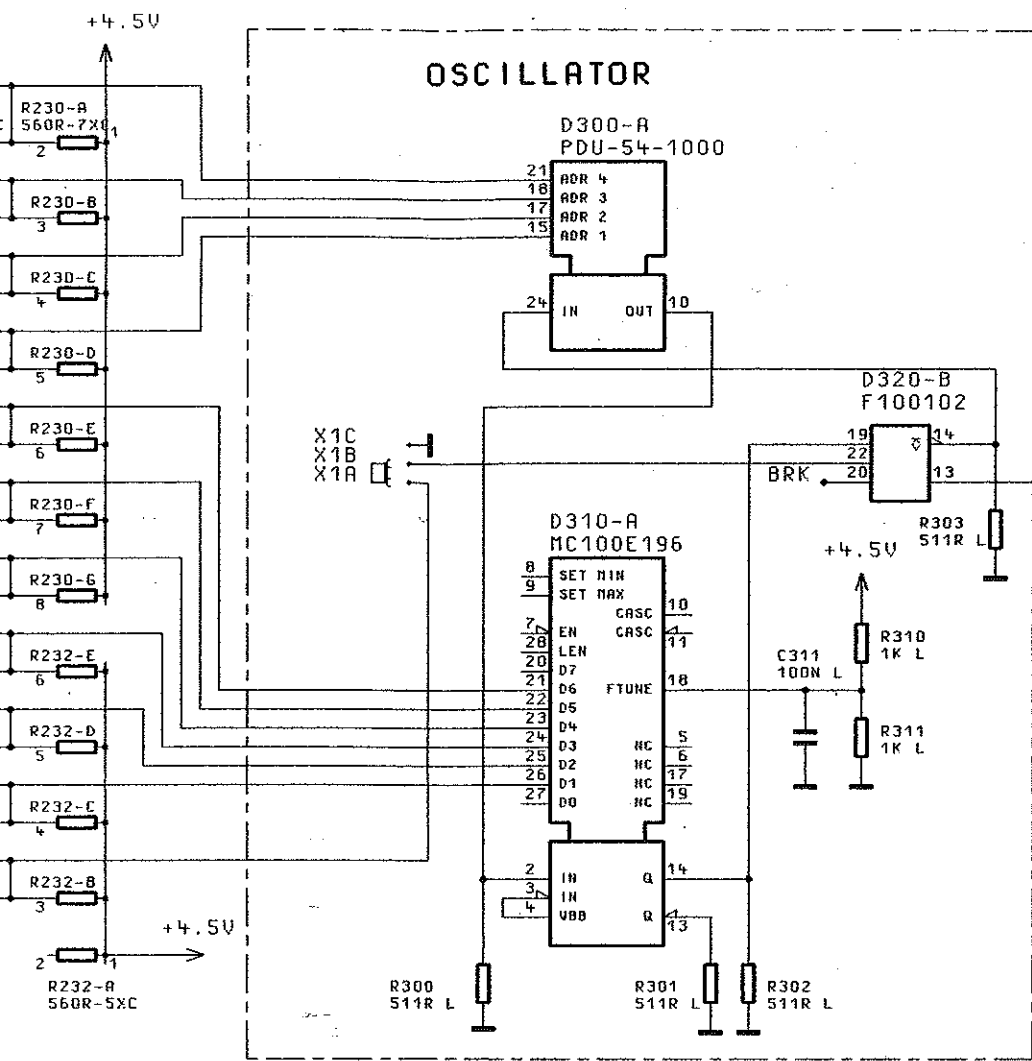 +4.5V
OSCILLATOR
R230-A
560R-7XC
1
2
R230-B
3
R230-C
4
R230-D
5
R230-E
6
R230-F
7
R230-G
8
R232-E
6
R232-D
5
R232-C
4
R232-B
3
+4.5V
2
1
R232-A
560R-5XC
D300-A
PDU-54-1000
21 ADR 4
18 ADR 3
17 ADR 2
15 ADR 1
24 IN OUT 10
X1C
X1B
X1A
D320-B
F100102
19 14
22
20 13
BRK
R303
511R L
D310-A
MC100E196
8 SET MIN
9 SET MAX
CASC 10
7 EN CASC 11
28 LEN
20 D7
21 D6 FTUNE 18
22 D5
23 D4
24 D3 NC 5
25 D2 NC 6
26 D1 NC 17
27 D0 NC 19
2 IN Q 14
3 IN
4 VBB Q 13
+4.5V
R310
1K L
C311
100N L
R311
1K L
R300
511R L
R301
511R L
R302
511R L